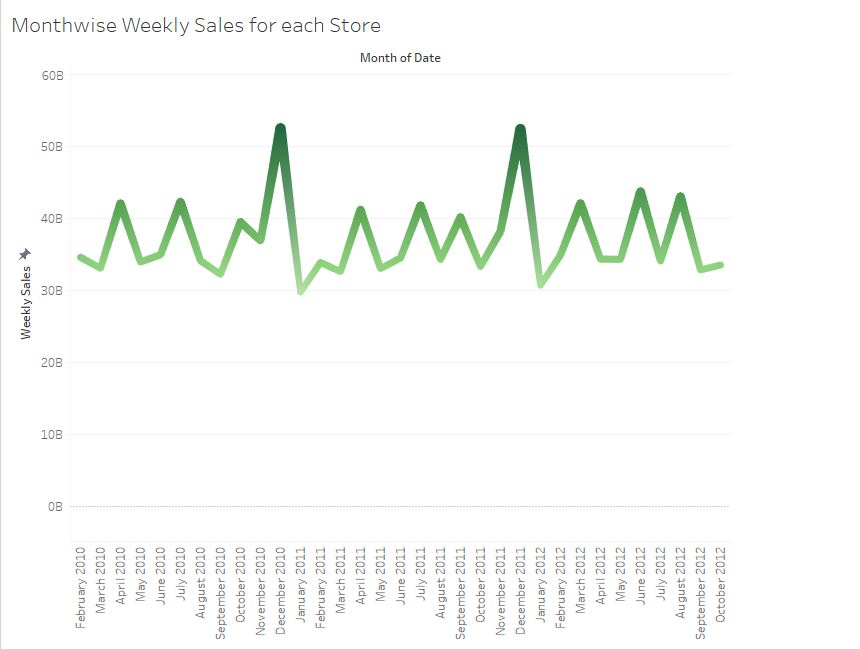 Monthwise Weekly Sales for each Store
Month of Date
60B
50B
40B
30B
20B
10B
0B
Weekly Sales
February 2010
March 2010
April 2010
May 2010
June 2010
July 2010
August 2010
September 2010
October 2010
November 2010
December 2010
January 2011
February 2011
March 2011
April 2011
May 2011
June 2011
July 2011
August 2011
September 2011
October 2011
November 2011
December 2011
January 2012
February 2012
March 2012
April 2012
May 2012
June 2012
July 2012
August 2012
September 2012
October 2012